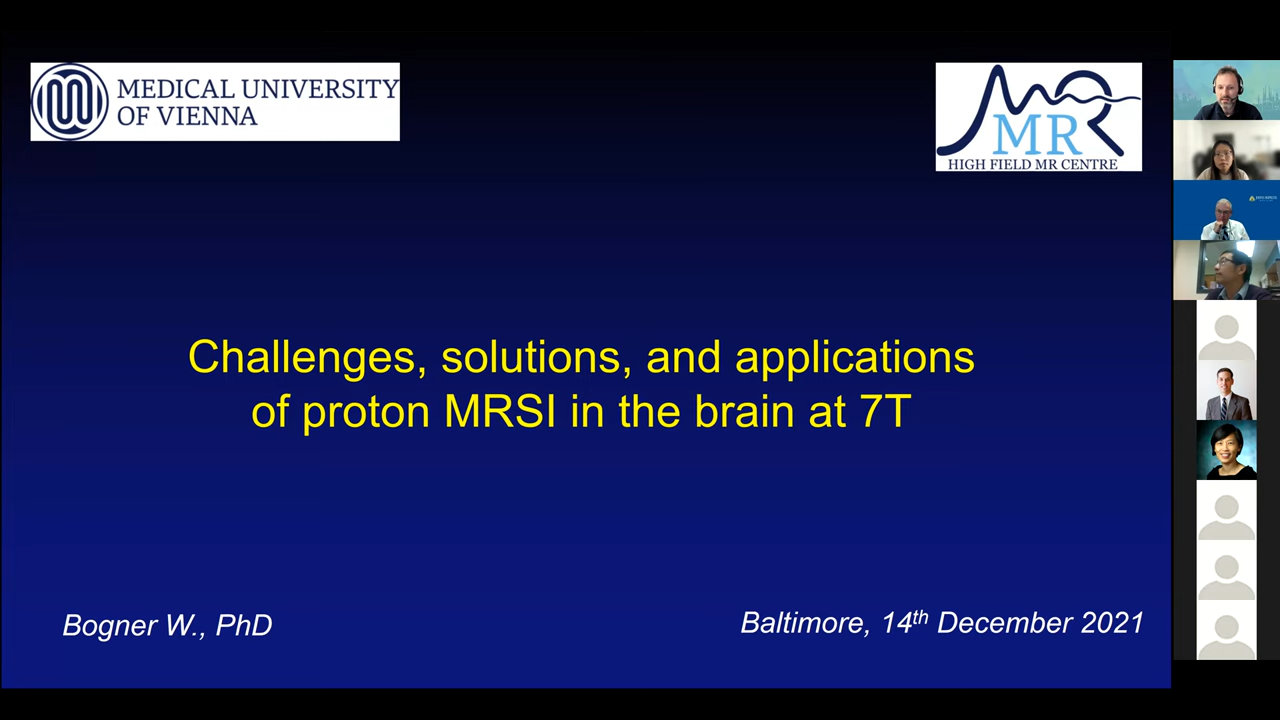 MEDICAL UNIVERSITY
OF VIENNA
MR
HIGH FIELD MR CENTRE
Challenges, solutions, and applications
of proton MRSI in the brain at 7T
Bogner W., PhD
Baltimore, 14th December 2021